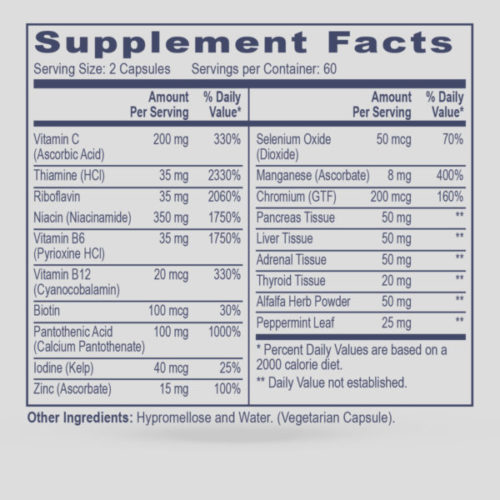 Supplement Facts
Serving Size: 2 Capsules Servings per Container: 60
Amount Per Serving % Daily Value*
Vitamin C (Ascorbic Acid) 200 mg 330%
Thiamine (HCl) 35 mg 2330%
Riboflavin 35 mg 2060%
Niacin (Niacinamide) 350 mg 1750%
Vitamin B6 (Pyrioxine HCl) 35 mg 1750%
Vitamin B12 (Cyanocobalamin) 20 mcg 330%
Biotin 100 mcg 30%
Pantothenic Acid (Calcium Pantothenate) 100 mg 1000%
Iodine (Kelp) 40 mcg 25%
Zinc (Ascorbate) 15 mg 100%
Amount Per Serving % Daily Value*
Selenium Oxide (Dioxide) 50 mcg 70%
Manganese (Ascorbate) 8 mg 400%
Chromium (GTF) 200 mcg 160%
Pancreas Tissue 50 mg **
Liver Tissue 50 mg **
Adrenal Tissue 50 mg **
Thyroid Tissue 20 mg **
Alfalfa Herb Powder 50 mg **
Peppermint Leaf 25 mg **
* Percent Daily Values are based on a
2000 calorie diet.
** Daily Value not established.
Other Ingredients: Hypromellose and Water. (Vegetarian Capsule).